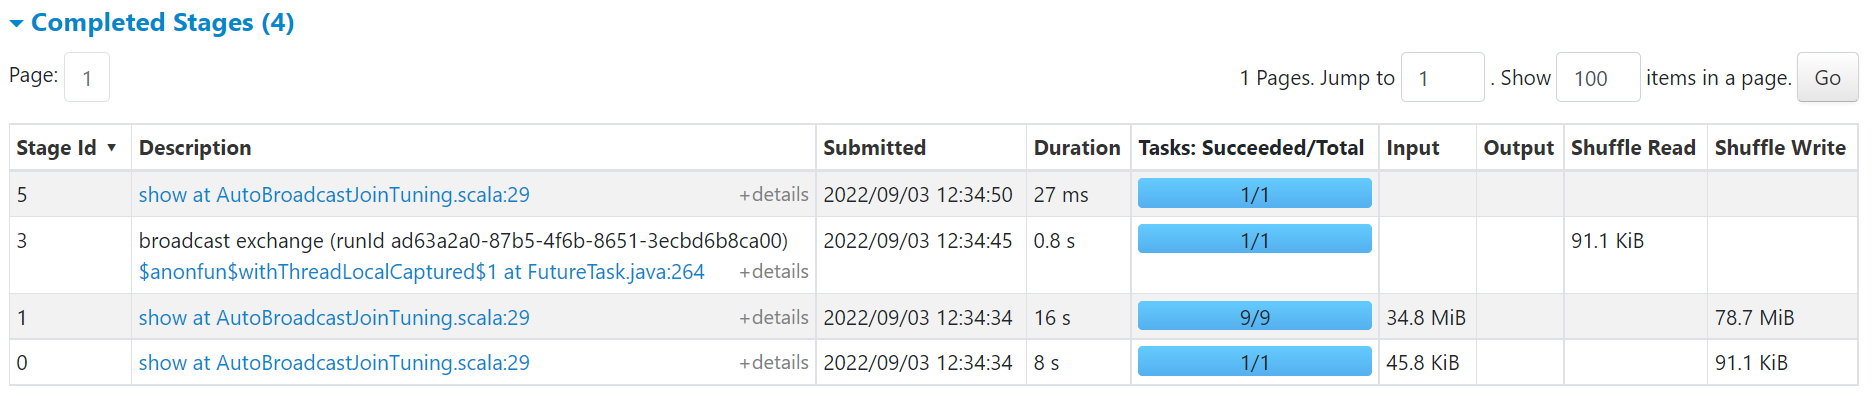 Completed Stages (4)
Page: 1
1 Pages. Jump to 1 . Show 100 items in a page. Go
Stage Id ▼ Description Submitted Duration Tasks: Succeeded/Total Input Output Shuffle Read Shuffle Write
5 show at AutoBroadcastJoinTuning.scala:29 +details 2022/09/03 12:34:50 27 ms 1/1
3 broadcast exchange (runId ad63a2a0-87b5-4f6b-8651-3ecbd6b8ca00) 2022/09/03 12:34:45 0.8 s 1/1 91.1 KiB
$anonfun$withThreadLocalCaptured$1 at FutureTask.java:264 +details
1 show at AutoBroadcastJoinTuning.scala:29 +details 2022/09/03 12:34:34 16 s 9/9 34.8 MiB 78.7 MiB
0 show at AutoBroadcastJoinTuning.scala:29 +details 2022/09/03 12:34:34 8 s 1/1 45.8 KiB 91.1 KiB